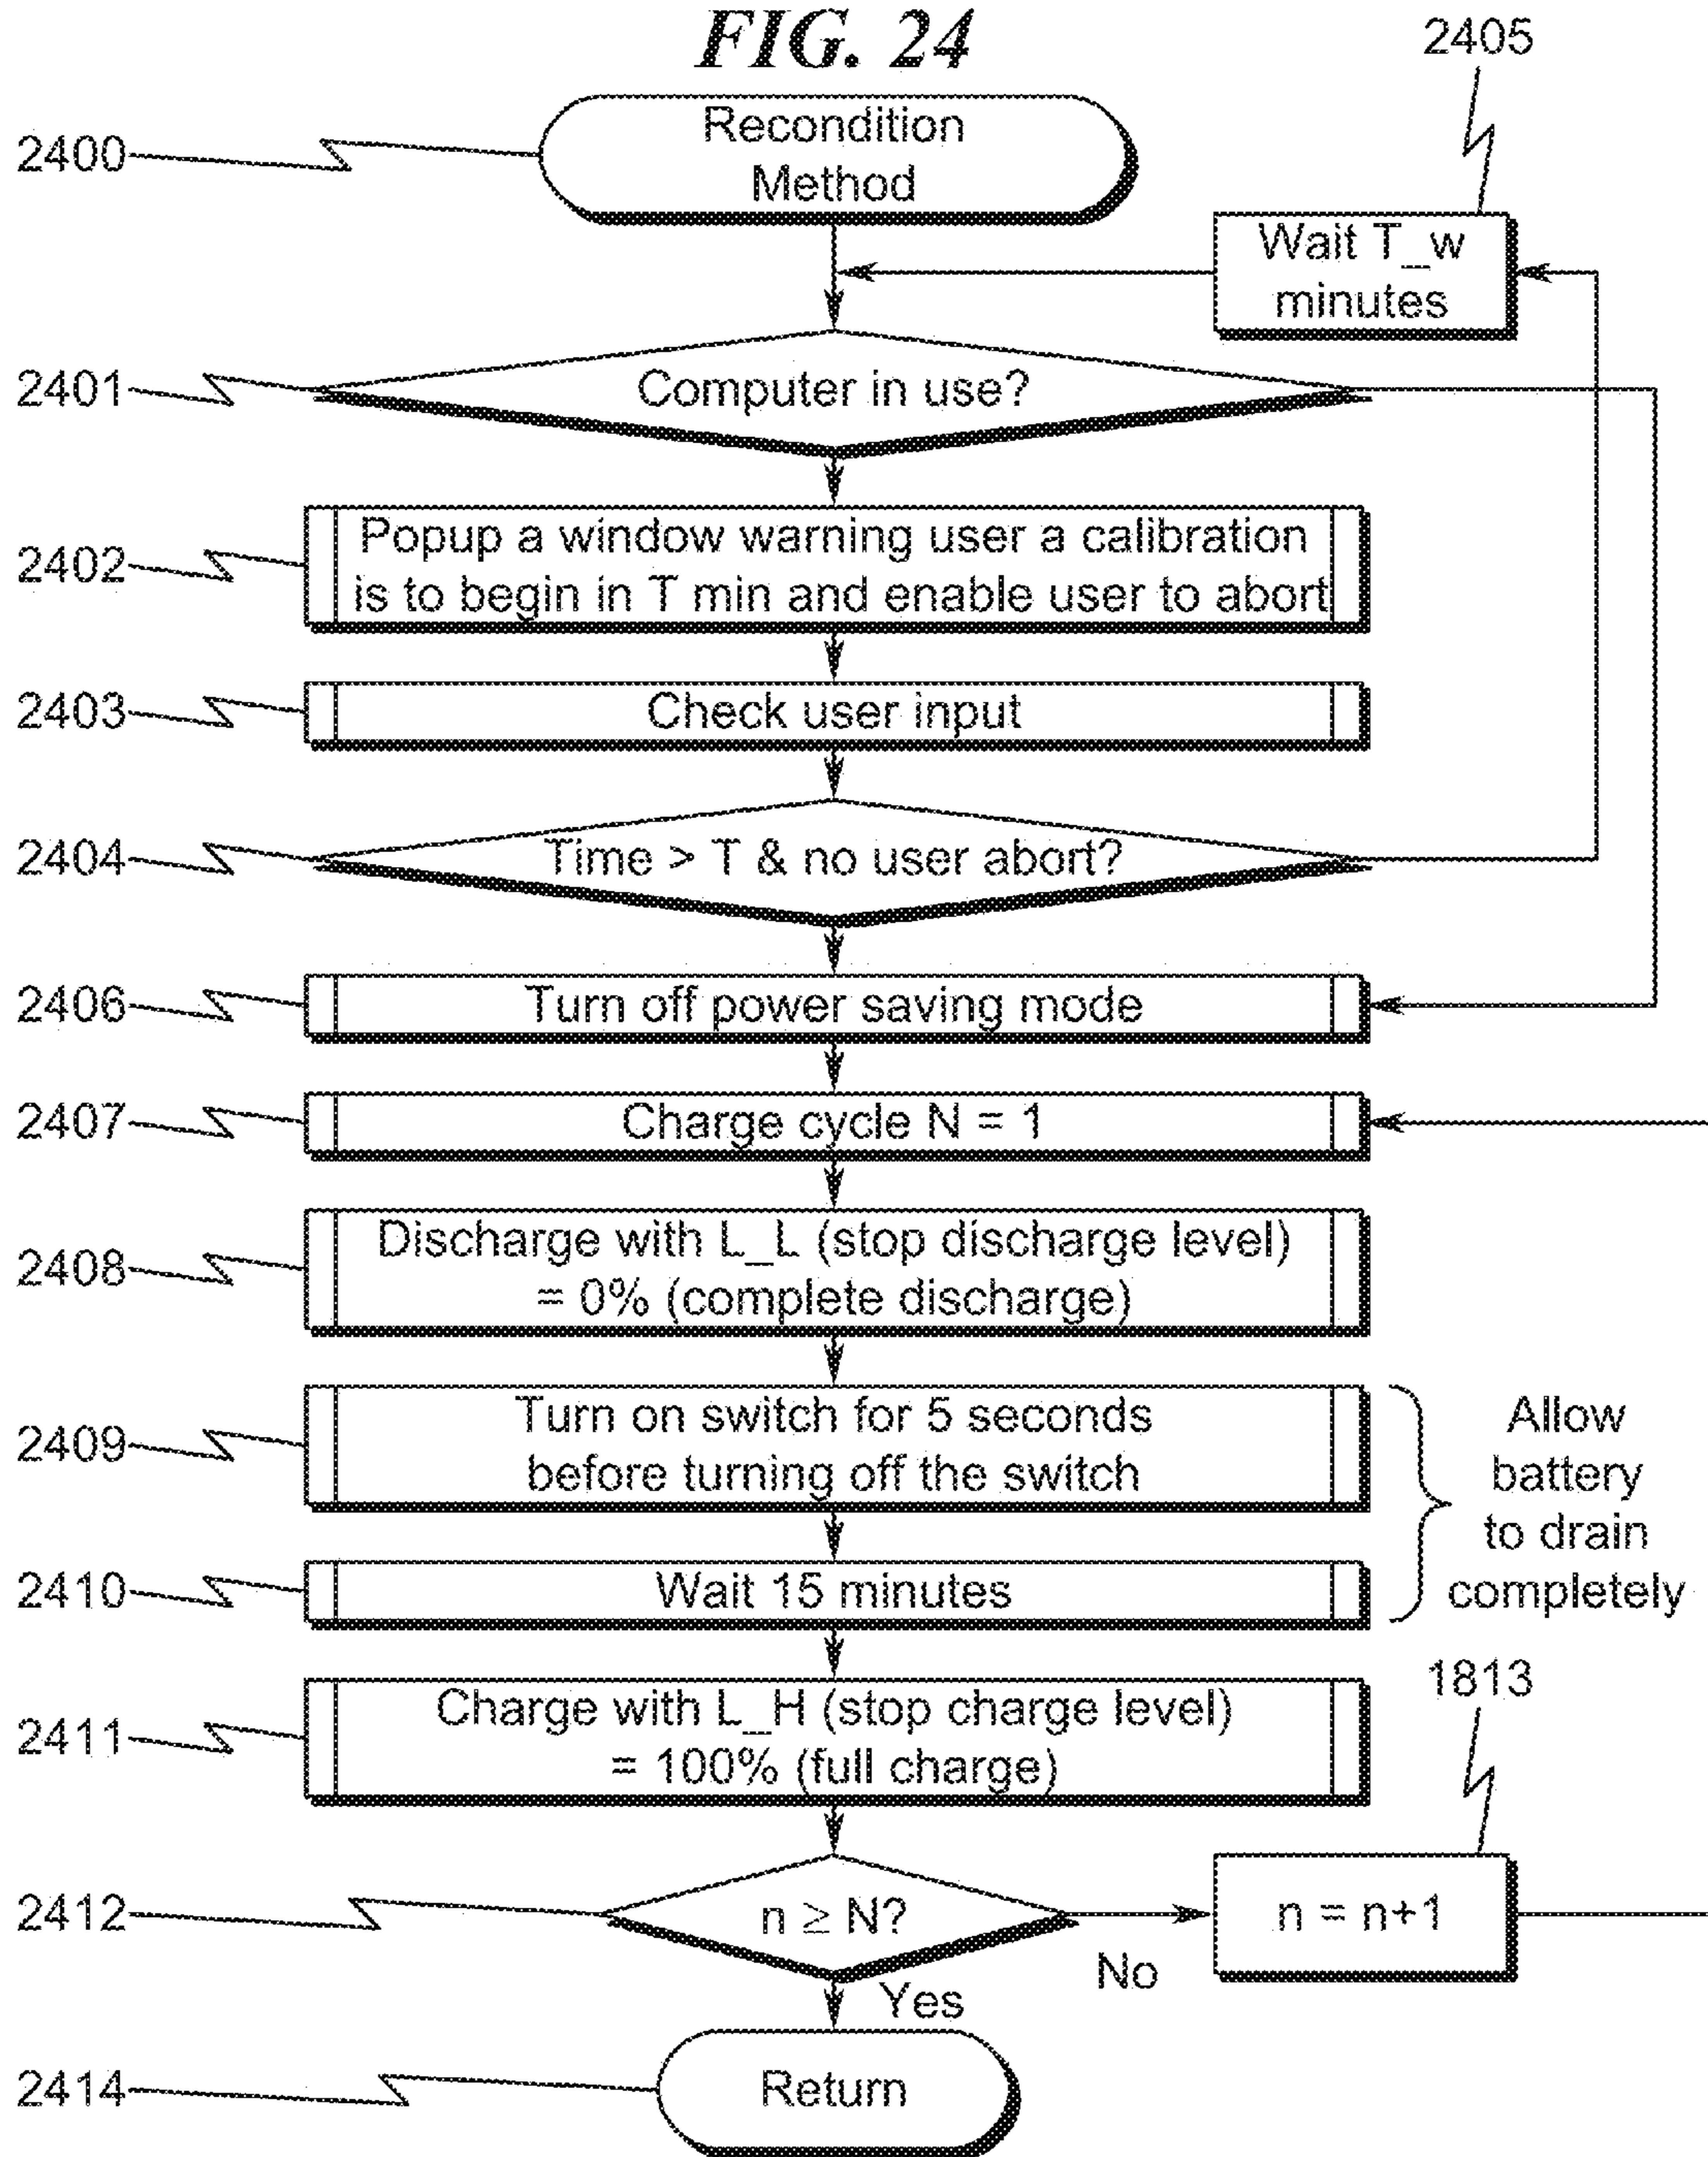 FIG. 24
2405
2400
Recondition
Method
Wait T_w
minutes
2401
Computer in use?
2402
Popup a window warning user a calibration
is to begin in T min and enable user to abort
2403
Check user input
2404
Time > T & no user abort?
2406
Turn off power saving mode
2407
Charge cycle N = 1
2408
Discharge with L_L (stop discharge level)
= 0% (complete discharge)
2409
Turn on switch for 5 seconds
before turning off the switch
Allow
battery
to drain
completely
2410
Wait 15 minutes
1813
2411
Charge with L_H (stop charge level)
= 100% (full charge)
2412
n ≥ N?
No
n = n+1
Yes
2414
Return